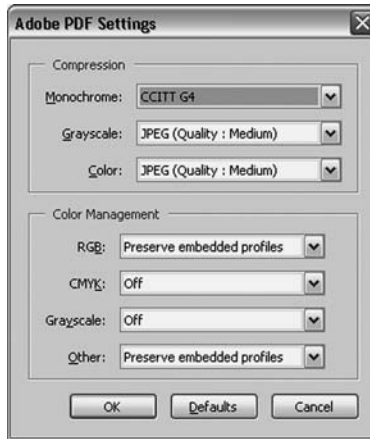 Adobe PDF Settings
Compression
Monochrome: CCITT G4
Grayscale: JPEG (Quality : Medium)
Color: JPEG (Quality : Medium)
Color Management
RGB: Preserve embedded profiles
CMYK: Off
Grayscale: Off
Other: Preserve embedded profiles
OK Defaults Cancel